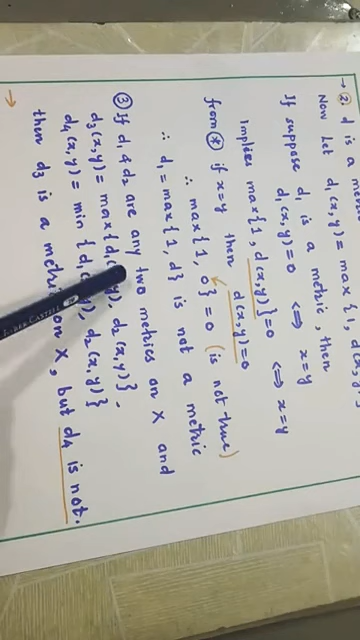 → ② d is a
Now Let d₁(x,y) = max{1, d(x,y
If suppose d₁ is a metric, then
d₁(x,y)=0 ⟺ x=y
Implies max{1, d(x,y)}=0 ⟺ x=y
from ⊛ if x=y then d(x,y)=0
∴ max{1, 0} = 0 (is not true)
∴ d₁ = max{1, d} is not a metric
③ If d₁ & d₂ are any two metrics on X and
d₃(x,y) = max{d₁ ), d₂(x,y)}.
d₄(x,y) = min {d₁ ), d₂(x,y)}
then d₃ is a metric on X, but d₄ is not.
→